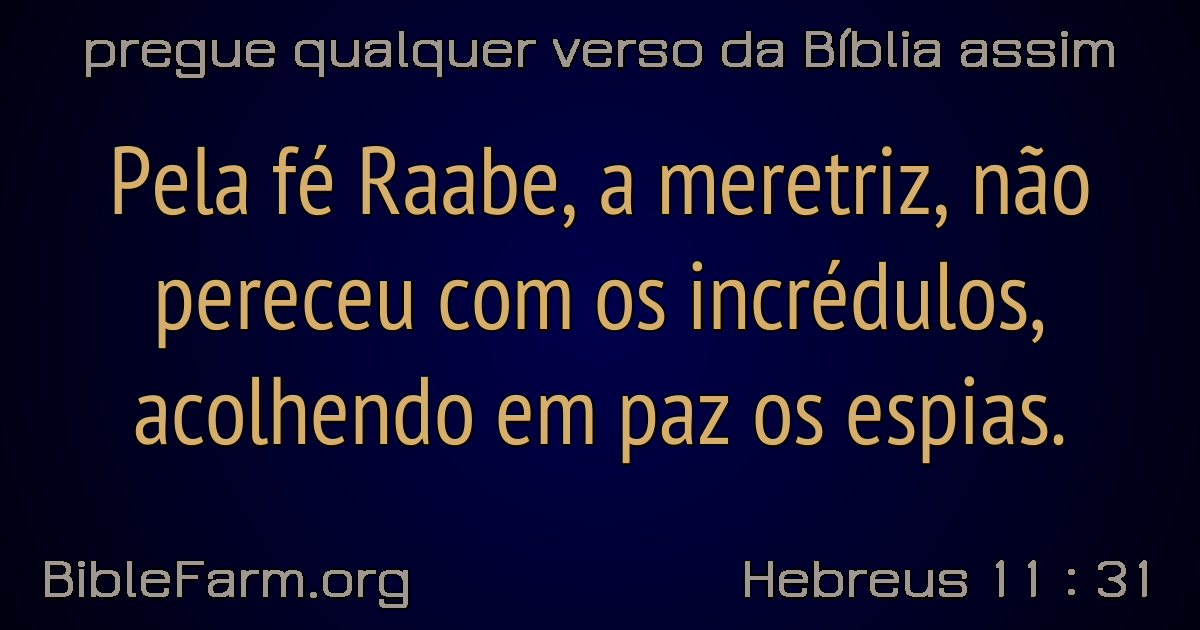 pregue qualquer verso da Bíblia assim
Pela fé Raabe, a meretriz, não
pereceu com os incrédulos,
acolhendo em paz os espias.
BibleFarm.org
Hebreus 11 : 31